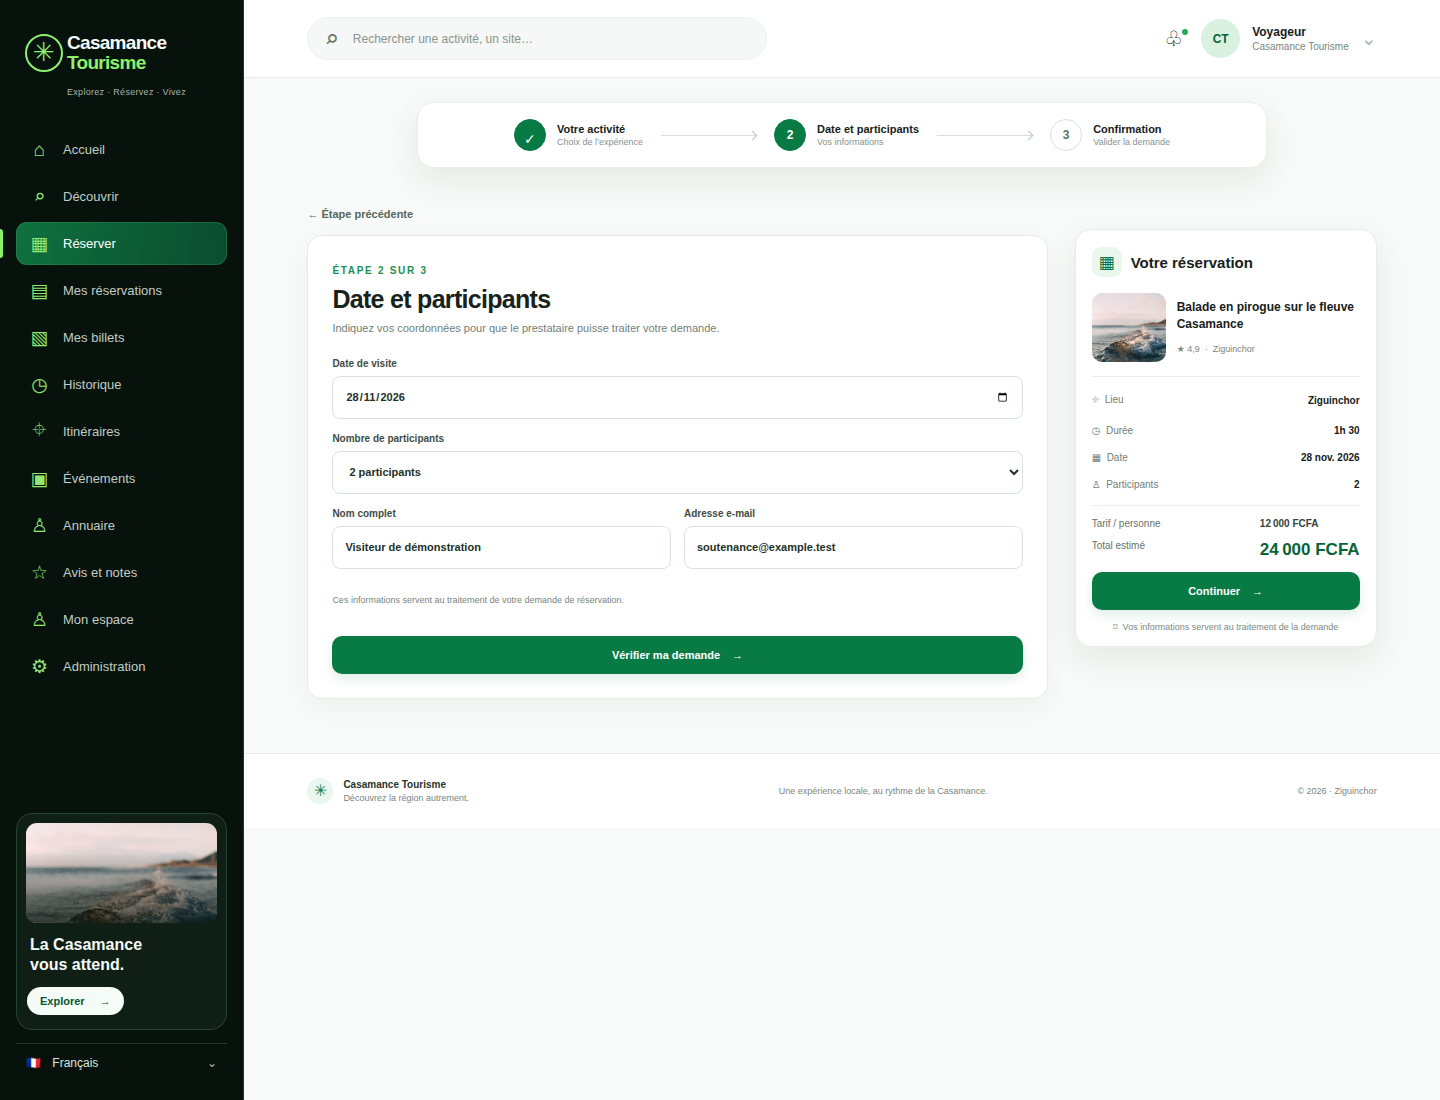 Casamance
Tourisme
Explorez · Réservez · Vivez
Accueil
Découvrir
Réserver
Mes réservations
Mes billets
Historique
Itinéraires
Événements
Annuaire
Avis et notes
Mon espace
Administration
La Casamance
vous attend.
Explorer →
Français
Rechercher une activité, un site…
CT
Voyageur
Casamance Tourisme
✓
Votre activité
Choix de l'expérience
2
Date et participants
Vos informations
3
Confirmation
Valider la demande
← Étape précédente
ÉTAPE 2 SUR 3
Date et participants
Indiquez vos coordonnées pour que le prestataire puisse traiter votre demande.
Date de visite
28/11/2026
Nombre de participants
2 participants
Nom complet
Adresse e-mail
Visiteur de démonstration
soutenance@example.test
Ces informations servent au traitement de votre demande de réservation.
Vérifier ma demande →
Votre réservation
Balade en pirogue sur le fleuve
Casamance
★ 4,9 · Ziguinchor
Lieu Ziguinchor
Durée 1h 30
Date 28 nov. 2026
Participants 2
Tarif / personne 12 000 FCFA
Total estimé 24 000 FCFA
Continuer →
Vos informations servent au traitement de la demande
Casamance Tourisme
Découvrez la région autrement.
Une expérience locale, au rythme de la Casamance.
© 2026 · Ziguinchor